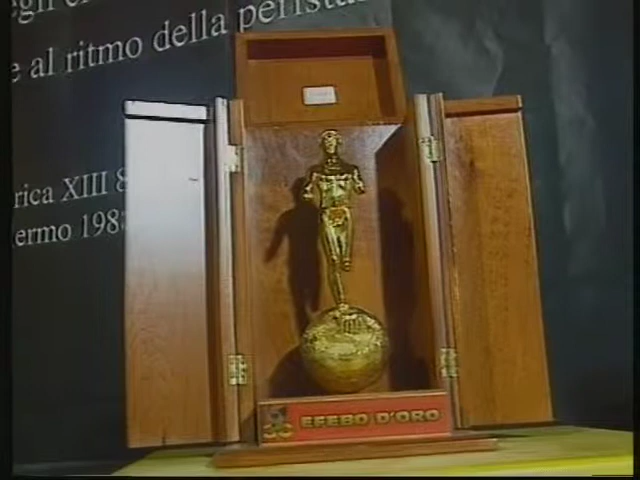 al ritmo della peristal
rica XIII 8
ermo 198
EFEBO D'ORO